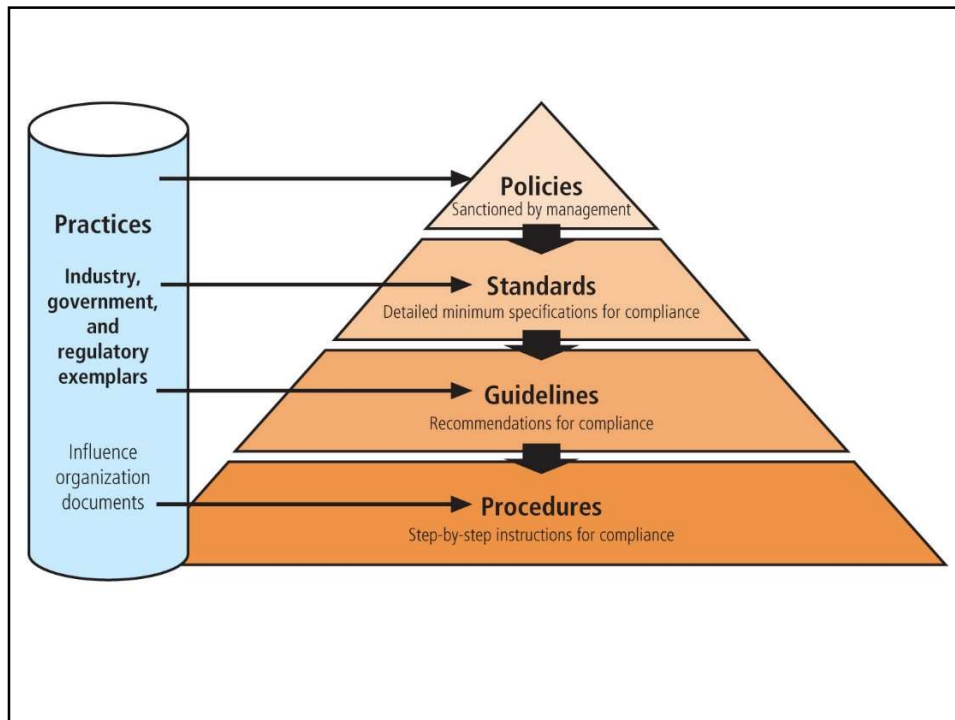 Practices
Industry,
government,
and
regulatory
exemplars
Influence
organization
documents
Policies
Sanctioned by management
Standards
Detailed minimum specifications for compliance
Guidelines
Recommendations for compliance
Procedures
Step-by-step instructions for compliance